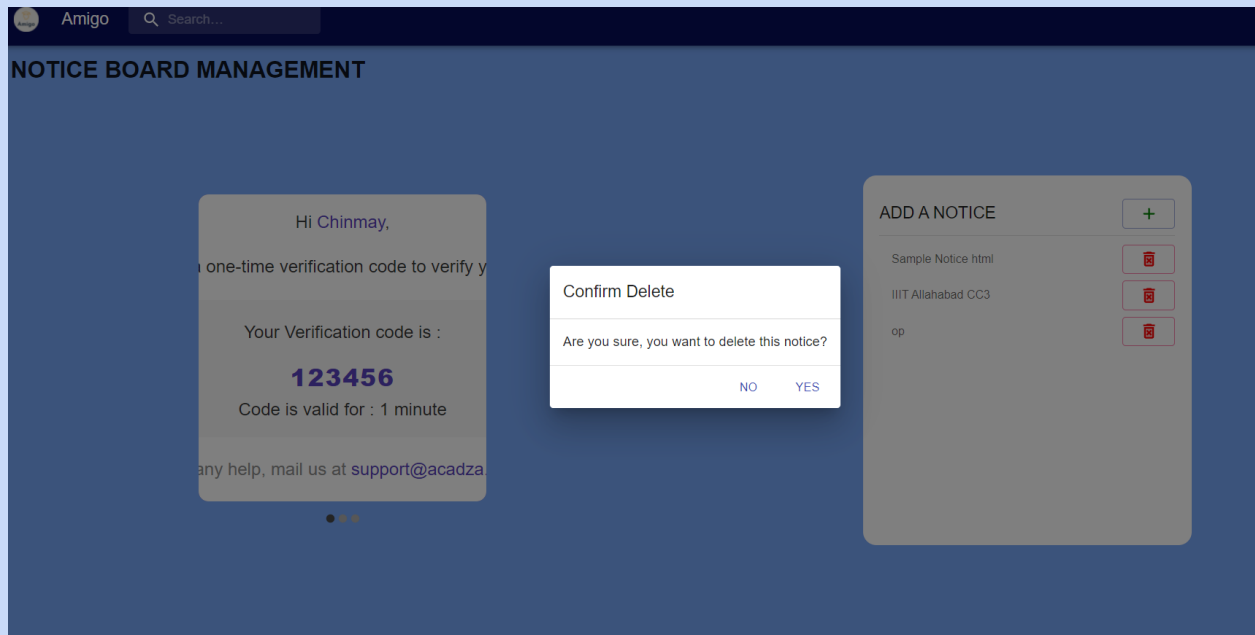 Amigo
Search...
NOTICE BOARD MANAGEMENT
Hi Chinmay,
one-time verification code to verify y
Your Verification code is :
123456
Code is valid for : 1 minute
any help, mail us at support@acadza
Confirm Delete
Are you sure, you want to delete this notice?
NO YES
ADD A NOTICE
+
Sample Notice html
IIIT Allahabad CC3
op